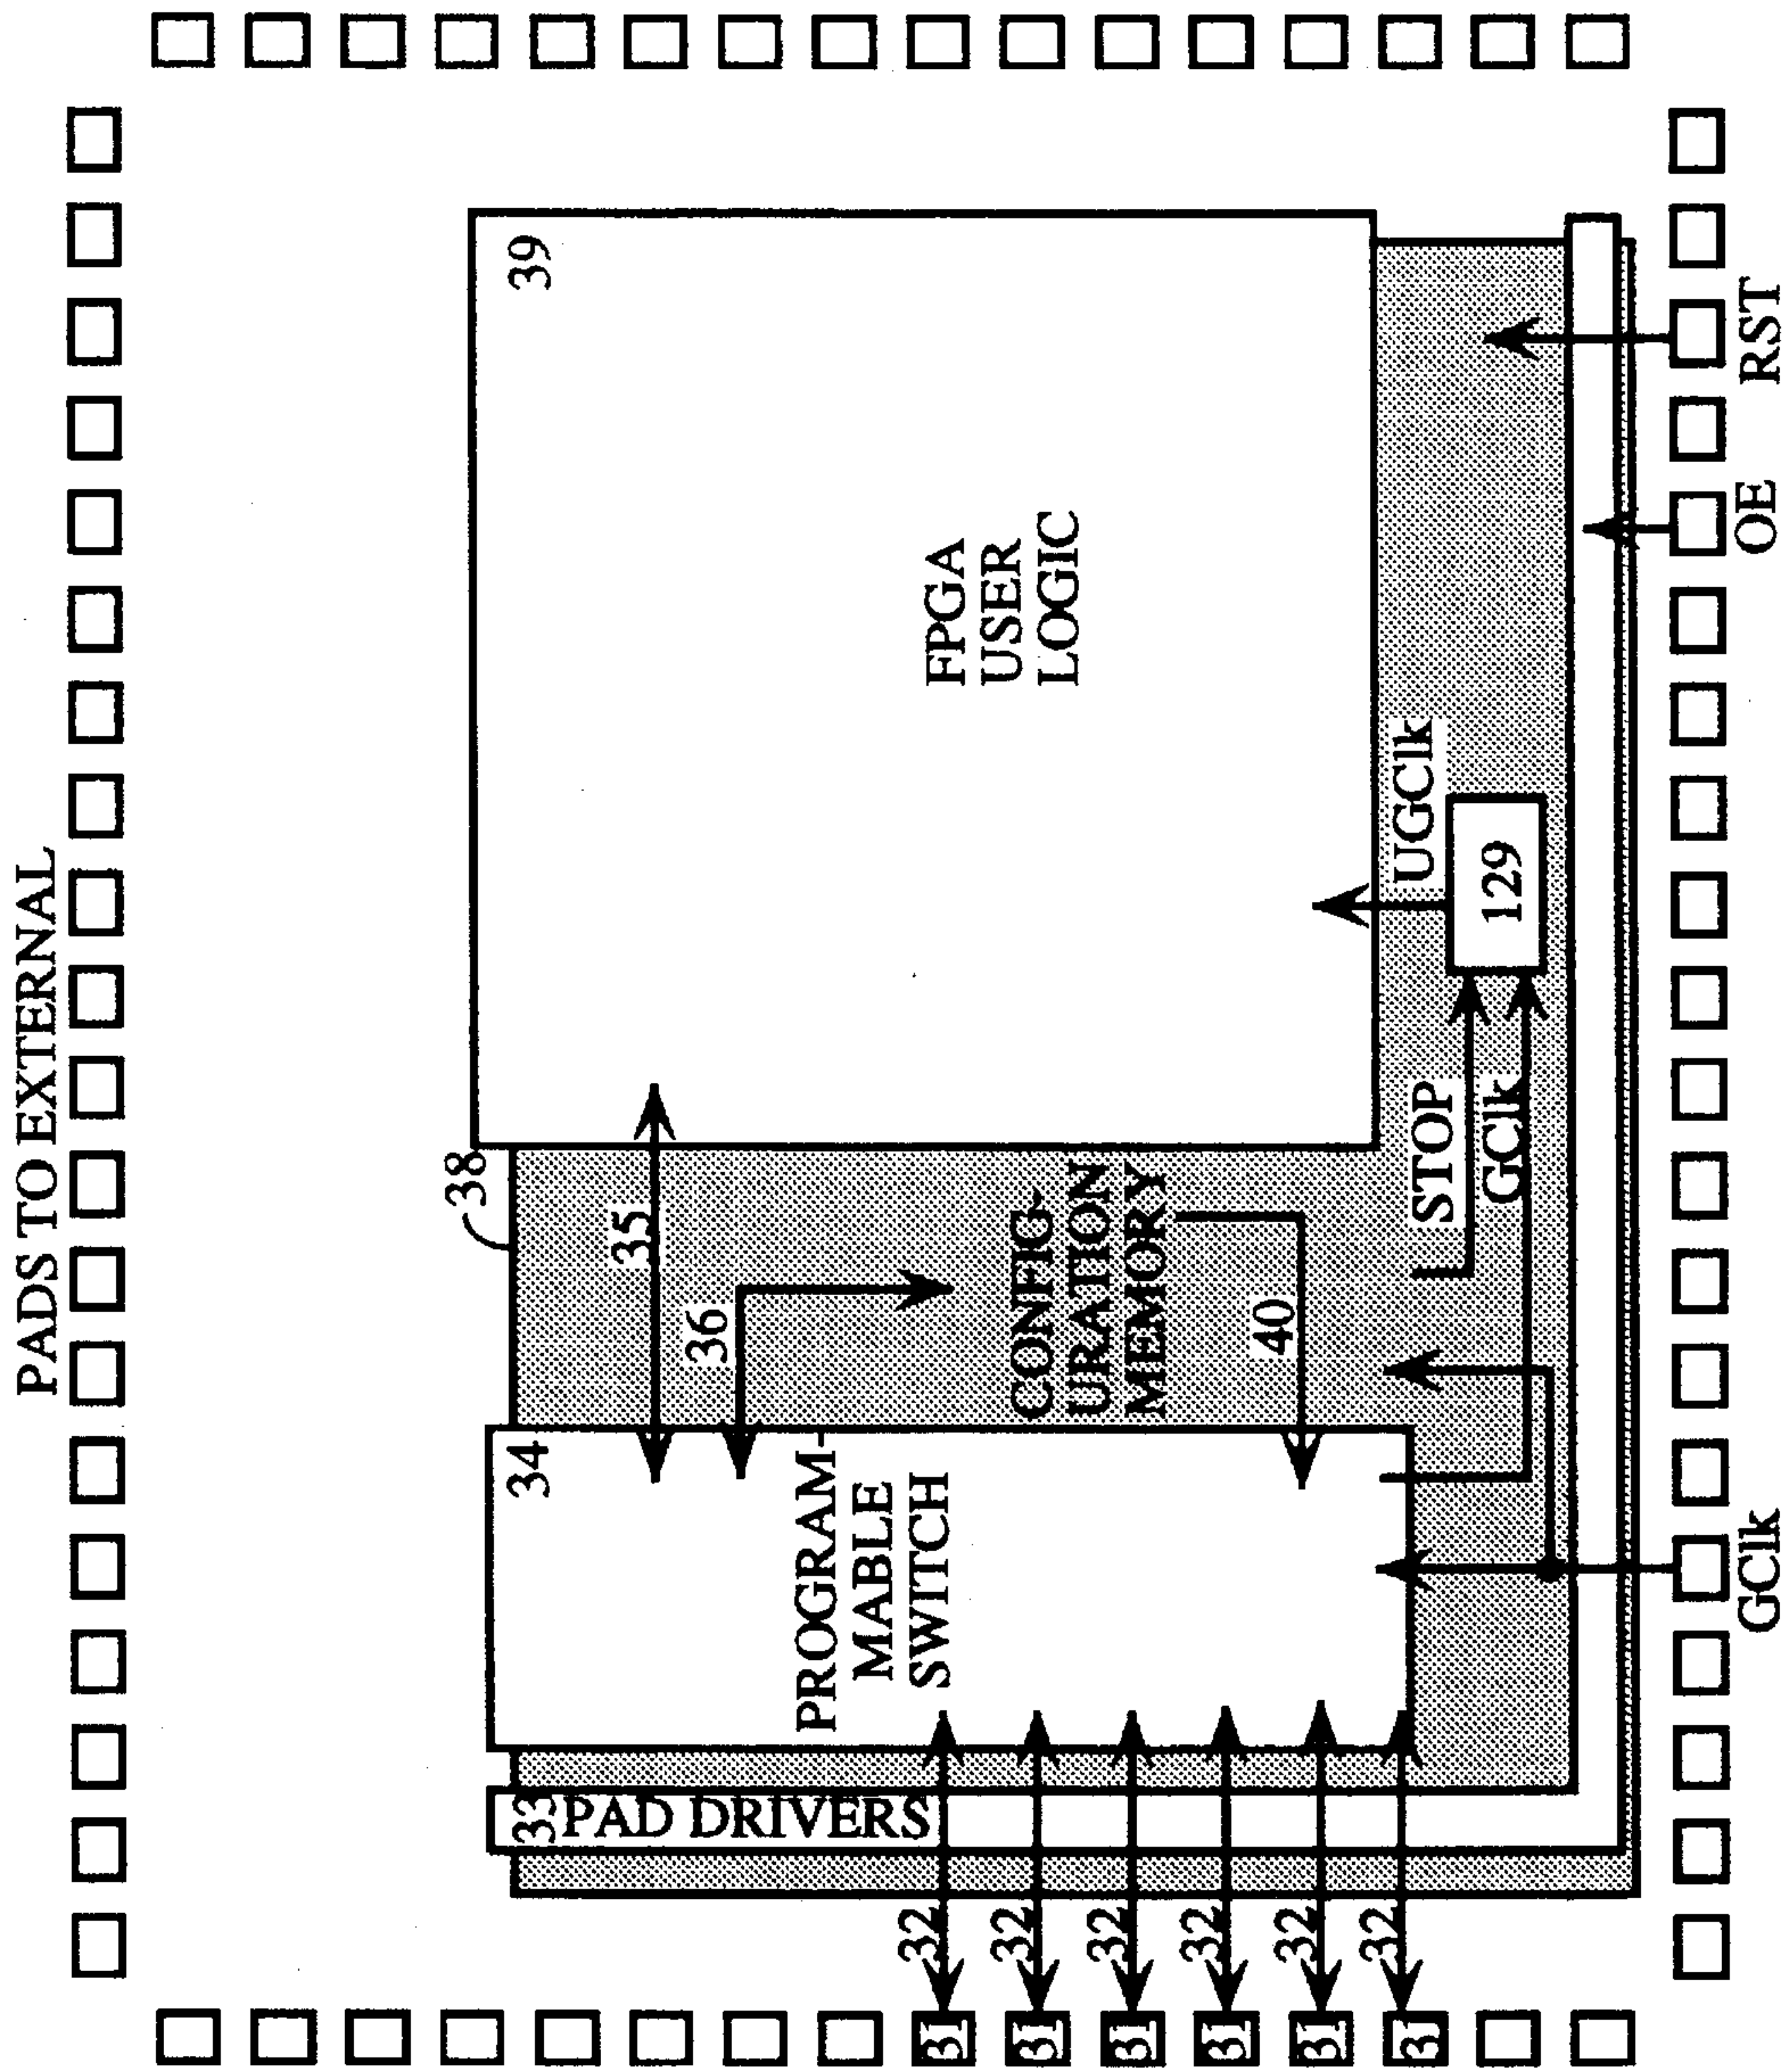 PADS TO EXTERNAL
38
39
FPGA
USER
LOGIC
35
36
CONFIG-
URATION
MEMORY
40
34
PROGRAM-
MABLE
SWITCH
33 PAD DRIVERS
UGClk
129
STOP
GClk
32
32
32
32
32
32
31
31
31
31
31
31
GClk
OE
RST